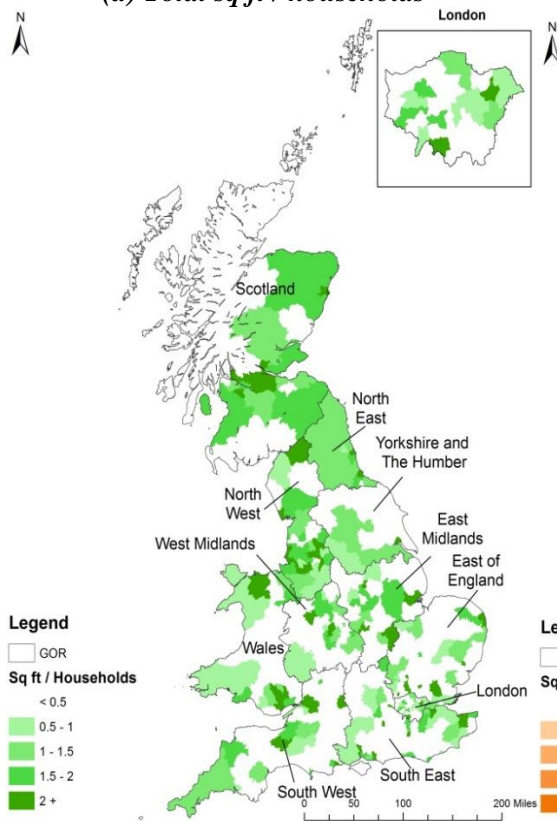 (a) Total sq ft / households
N
London
N
Scotland
North
East
Yorkshire and
The Humber
North
West
East
Midlands
West Midlands
East of
England
Wales
London
South East
South West
Legend
GOR
Sq ft / Households
< 0.5
0.5 - 1
1 - 1.5
1.5 - 2
2 +
0
50
100
200 Miles
Le
Sq